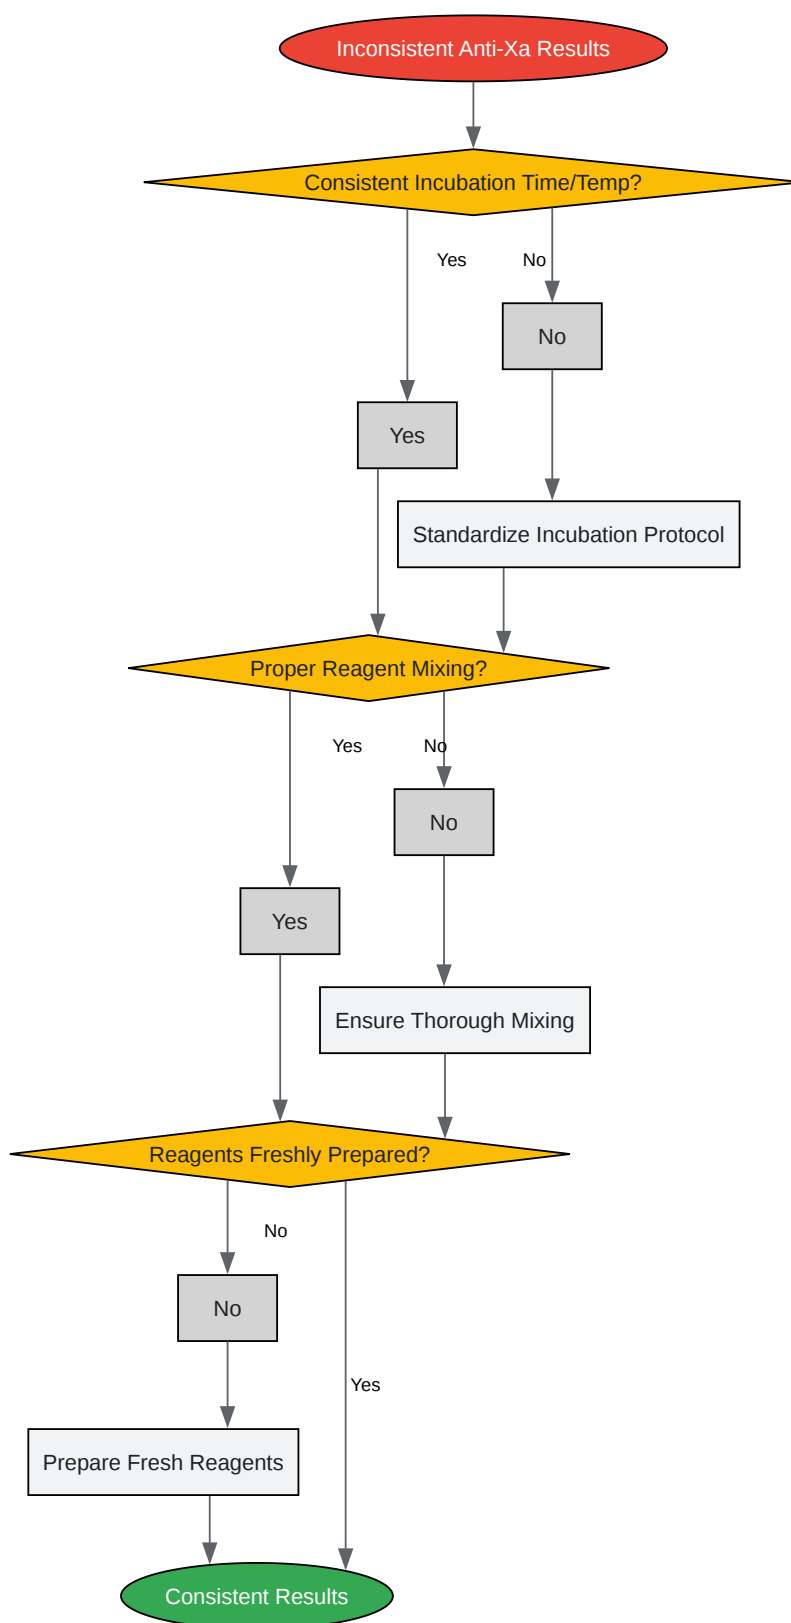 Inconsistent Anti-Xa Results
Consistent Incubation Time/Temp?
Yes
No
No
Yes
Standardize Incubation Protocol
Proper Reagent Mixing?
Yes
No
No
Yes
Ensure Thorough Mixing
Reagents Freshly Prepared?
No
No
Yes
Prepare Fresh Reagents
Consistent Results